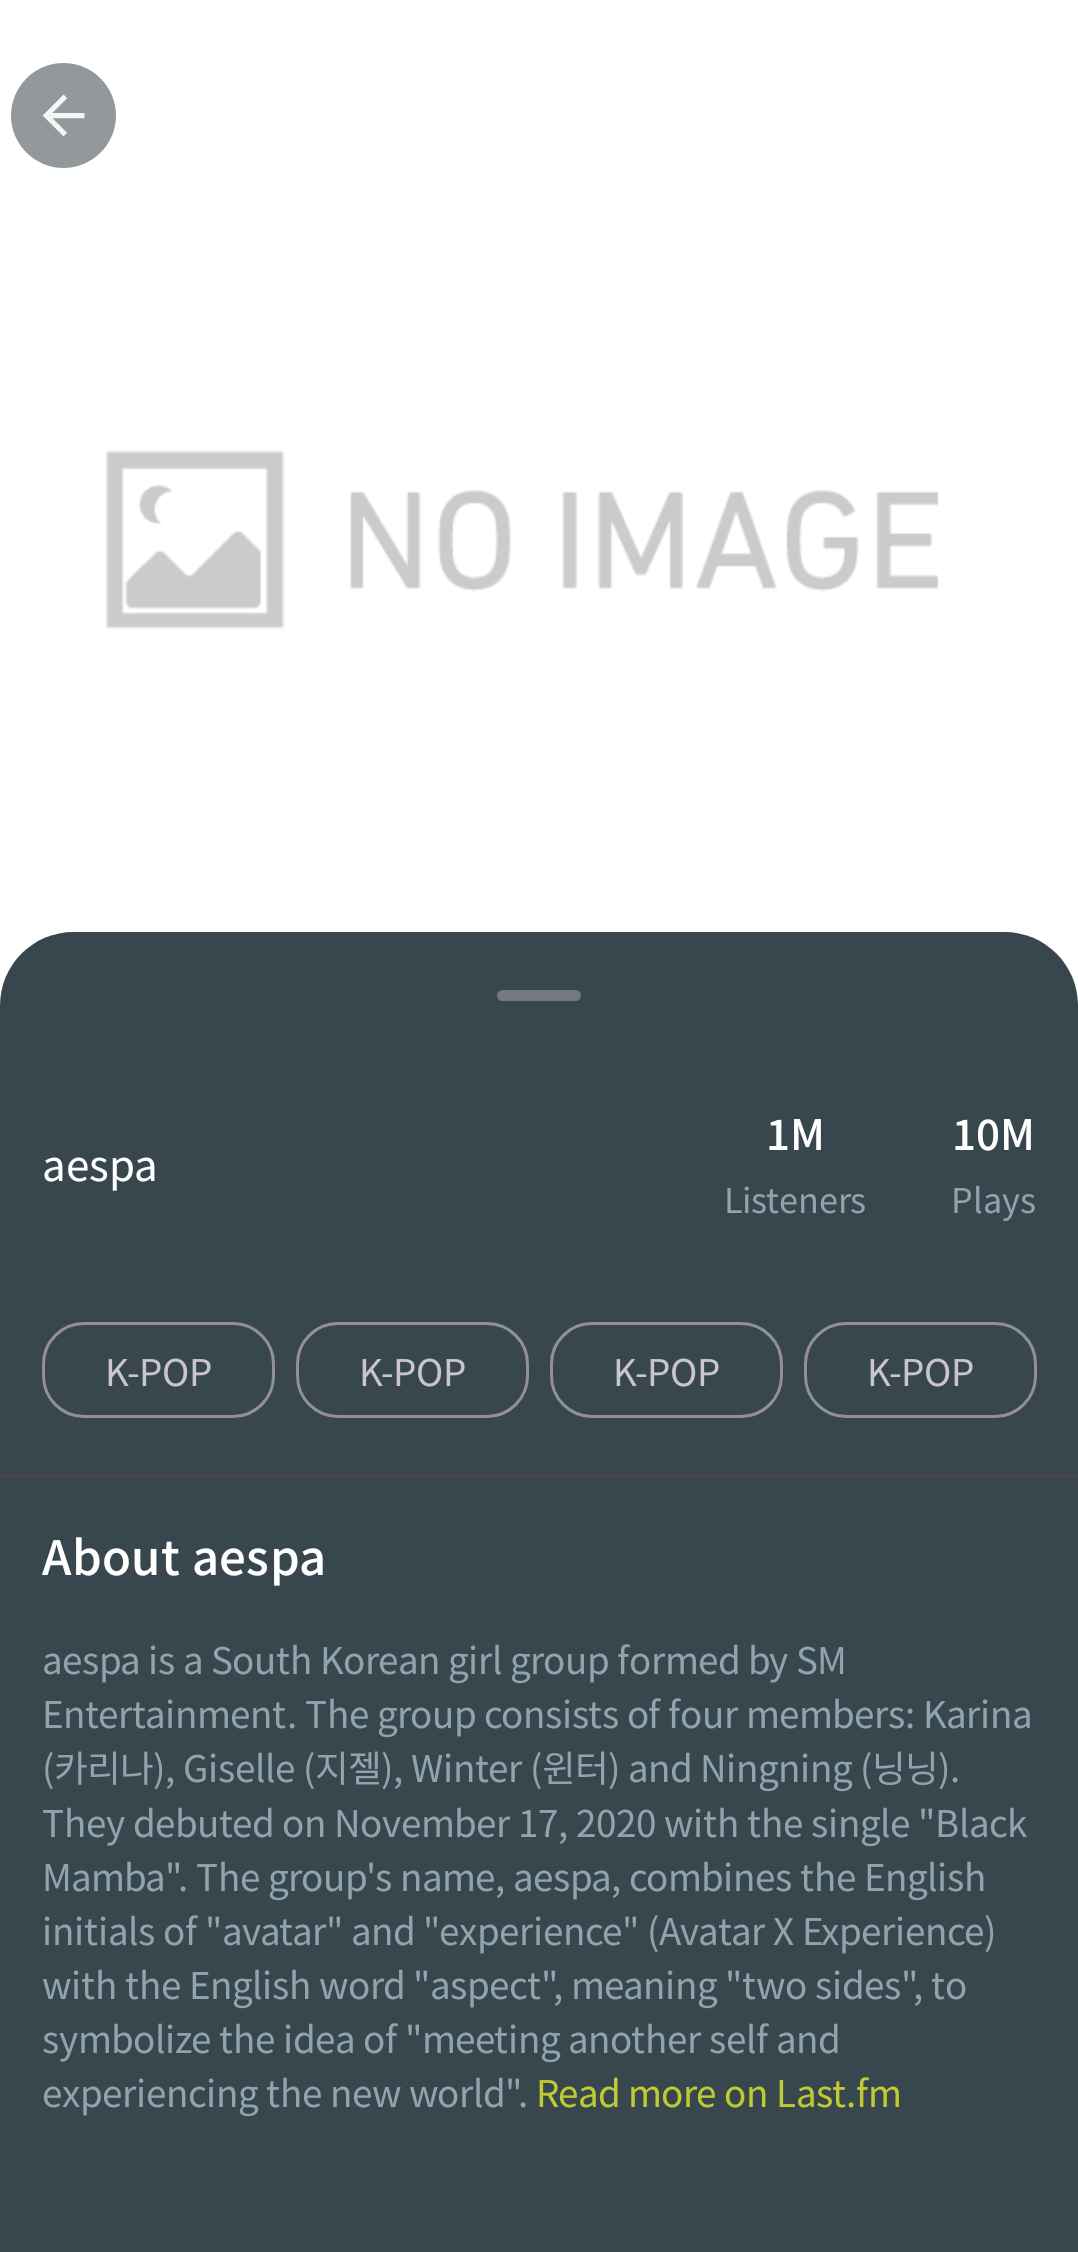 NO IMAGE
aespa
1M
Listeners
10M
Plays
K-POP
K-POP
K-POP
K-POP
About aespa
aespa is a South Korean girl group formed by SM
Entertainment. The group consists of four members: Karina
(카리나), Giselle (지젤), Winter (윈터) and Ningning (닝닝).
They debuted on November 17, 2020 with the single "Black
Mamba". The group's name, aespa, combines the English
initials of "avatar" and "experience" (Avatar X Experience)
with the English word "aspect", meaning "two sides", to
symbolize the idea of "meeting another self and
experiencing the new world". Read more on Last.fm